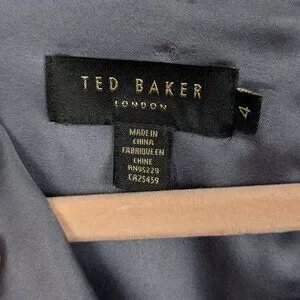 TED BAKER
LONDON
4
MADE IN
CHINA
FABRIQUE EN
CHINE
RN95229
CA25459